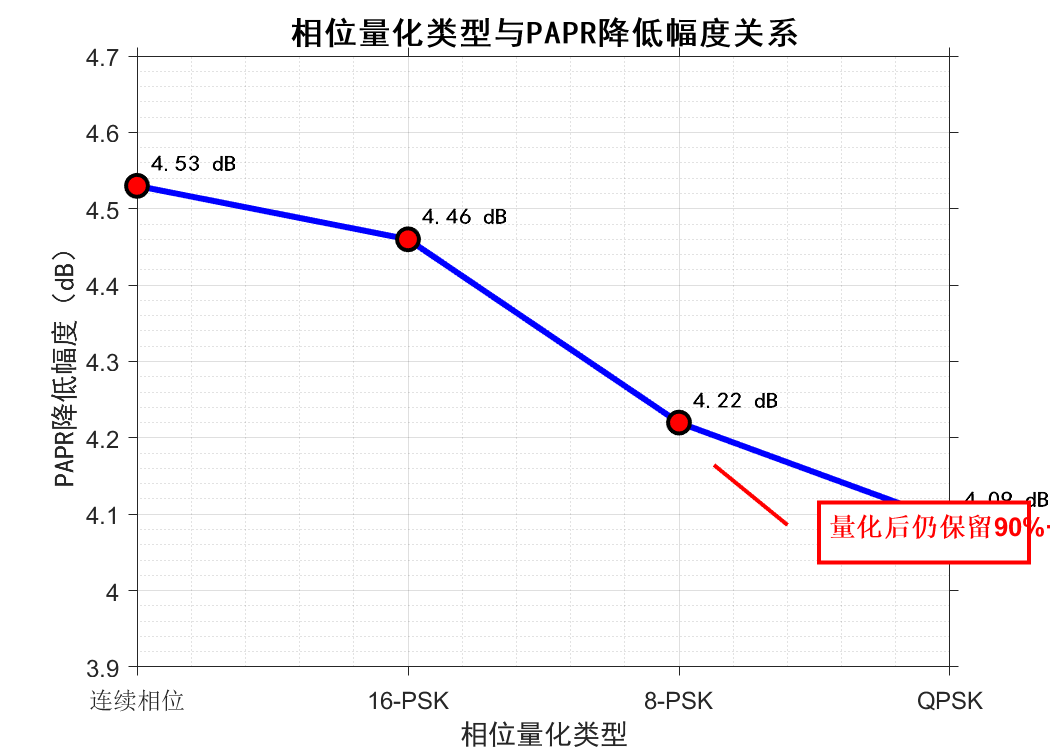 相位量化类型与PAPR降低幅度关系
4.7
4.6
4.5
4.4
4.3
4.2
4.1
4
3.9
PAPR降低幅度（dB）
4.53 dB
4.46 dB
4.22 dB
4.09 dB
量化后仍保留90%
连续相位
16-PSK
8-PSK
QPSK
相位量化类型